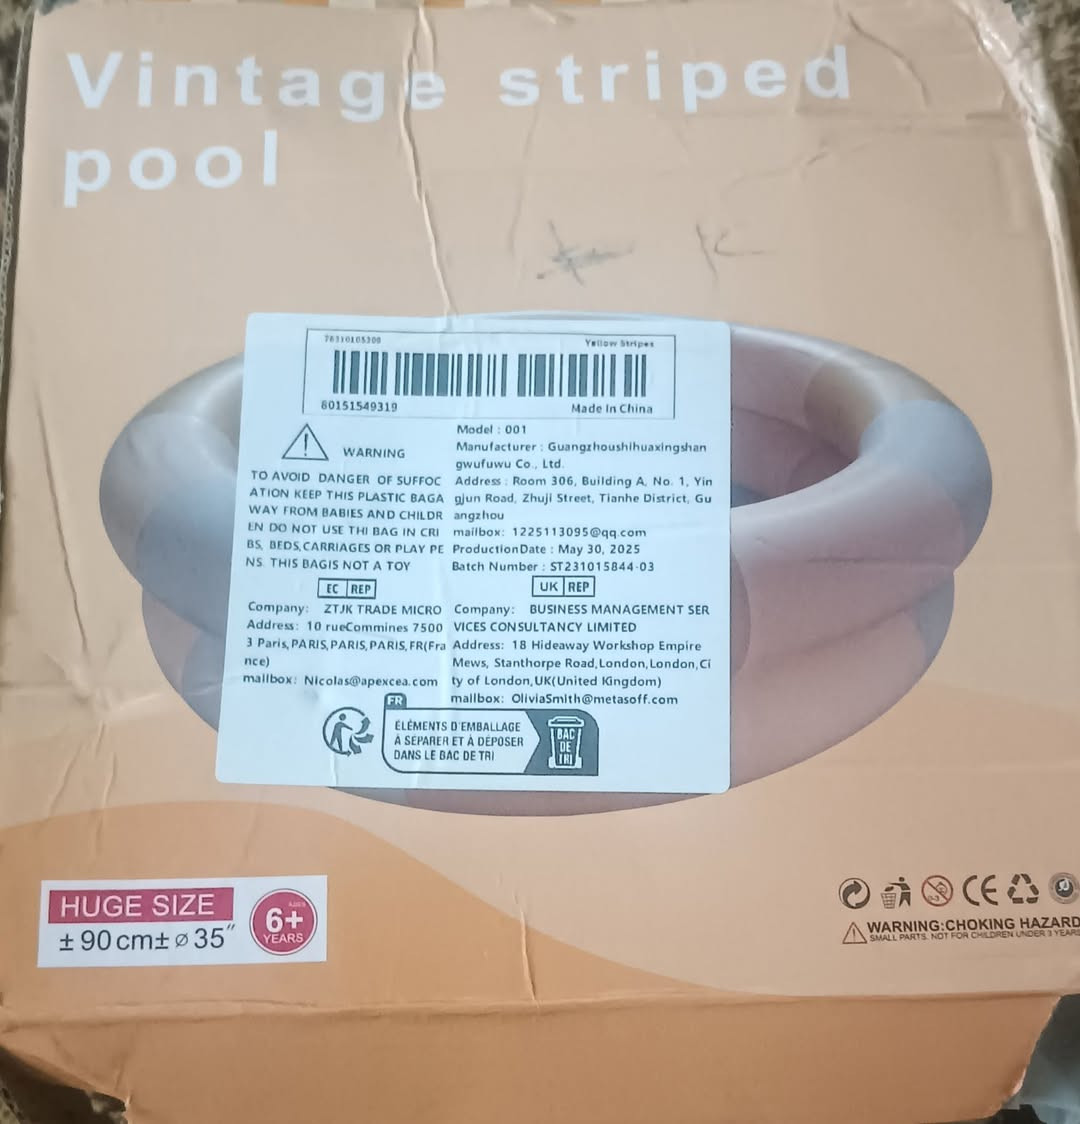 Vintage striped
pool
76310105300
Yellow Stripes
80151549319
Made In China
WARNING
TO AVOID DANGER OF SUFFOC
ATION KEEP THIS PLASTIC BAGA
WAY FROM BABIES AND CHILDR
EN DO NOT USE THI BAG IN CRI
BS, BEDS,CARRIAGES OR PLAY PE
NS. THIS BAGIS NOT A TOY
Model : 001
Manufacturer : Guangzhoushihuaxingshan
gwufuwu Co., Ltd.
Address : Room 306, Building A, No. 1, Yin
gjun Road, Zhuji Street, Tianhe District, Gu
angzhou
mailbox: 1225113095@qq.com
ProductionDate : May 30, 2025
Batch Number : ST231015844-03
EC REP
Company: ZTJK TRADE MICRO
Address: 10 rueCommines 7500
3 Paris,PARIS,PARIS,PARIS,FR(Fra
nce)
mailbox: Nicolas@apexcea.com
UK REP
Company: BUSINESS MANAGEMENT SER
VICES CONSULTANCY LIMITED
Address: 18 Hideaway Workshop Empire
Mews, Stanthorpe Road,London,London,Ci
ty of London,UK(United Kingdom)
mailbox: OliviaSmith@metasoff.com
FR
ÉLÉMENTS D'EMBALLAGE
À SÉPARER ET À DÉPOSER
DANS LE BAC DE TRI
BAC
DE
TRI
HUGE SIZE
± 90 cm± ⌀ 35"
6+
YEARS
0-3
CE
WARNING:CHOKING HAZARD
SMALL PARTS. NOT FOR CHILDREN UNDER 3 YEARS